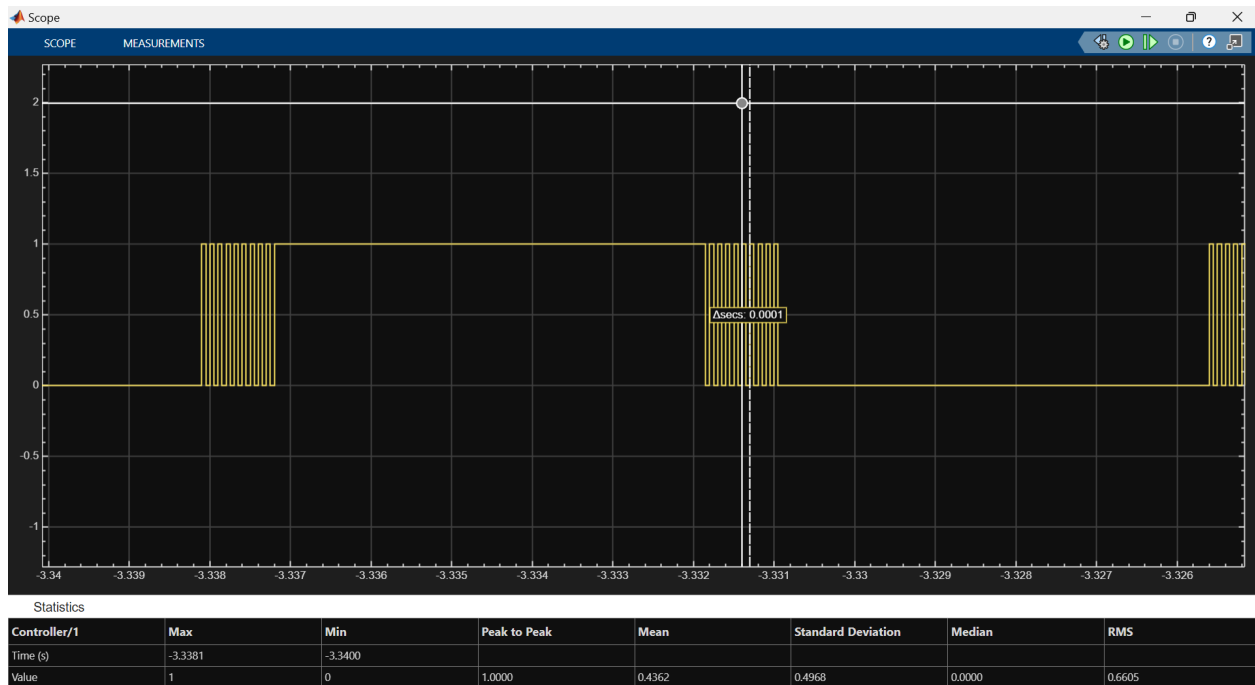 Scope
SCOPE MEASUREMENTS ?
2
1.5
1
0.5
Δsecs: 0.0001
0
-0.5
-1
-3.34 -3.339 -3.338 -3.337 -3.336 -3.335 -3.334 -3.333 -3.332 -3.331 -3.33 -3.329 -3.328 -3.327 -3.326
Statistics
Controller/1 Max Min Peak to Peak Mean Standard Deviation Median RMS
Time (s) -3.3381 -3.3400
Value 1 0 1.0000 0.4362 0.4968 0.0000 0.6605